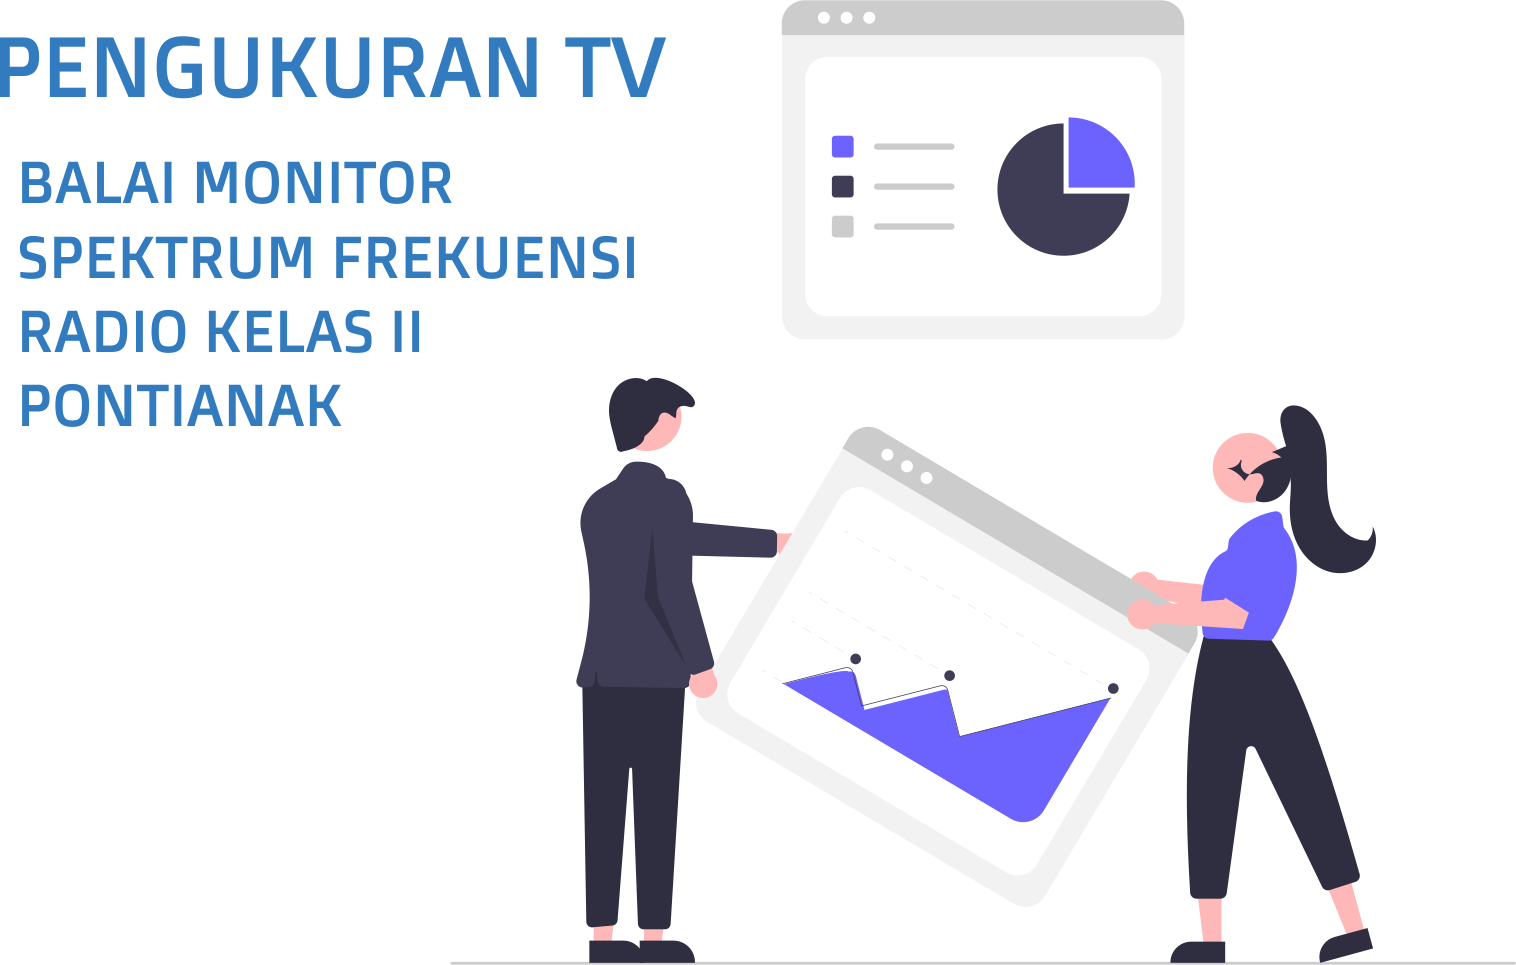 PENGUKURAN TV
BALAI MONITOR
SPEKTRUM FREKUENSI
RADIO KELAS II
PONTIANAK